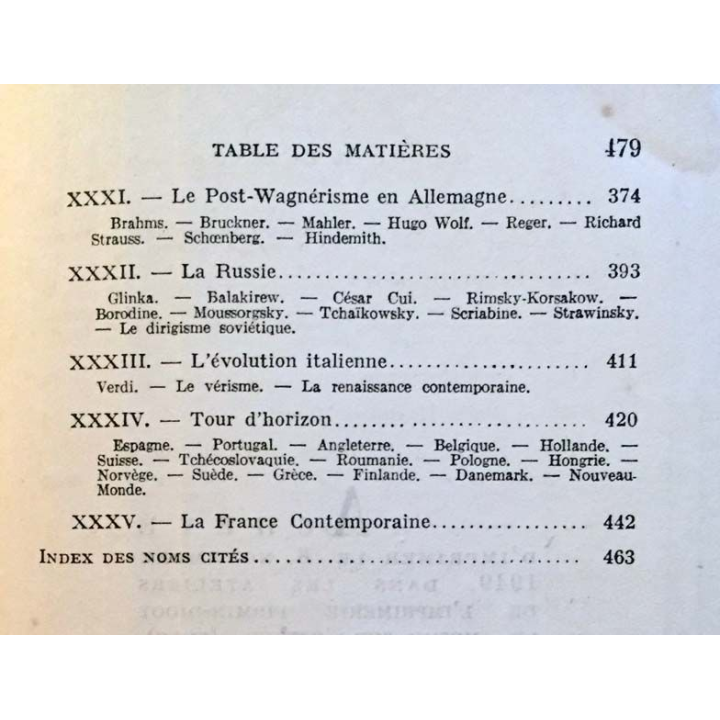 TABLE DES MATIÈRES 479
XXXI. — Le Post-Wagnérisme en Allemagne......... 374
Brahms. — Bruckner. — Mahler. — Hugo Wolf. — Reger. — Richard
Strauss. — Schœnberg. — Hindemith.
XXXII. — La Russie.................................... 393
Glinka. — Balakirew. — César Cui. — Rimsky-Korsakow. —
Borodine. — Moussorgsky. — Tchaïkowsky. — Scriabine. — Strawinsky.
— Le dirigisme soviétique.
XXXIII. — L'évolution italienne....................... 411
Verdi. — Le vérisme. — La renaissance contemporaine.
XXXIV. — Tour d'horizon............................. 420
Espagne. — Portugal. — Angleterre. — Belgique. — Hollande. —
Suisse. — Tchécoslovaquie. — Roumanie. — Pologne. — Hongrie. —
Norvège. — Suède. — Grèce. — Finlande. — Danemark. — Nouveau-
Monde.
XXXV. — La France Contemporaine.................. 442
INDEX DES NOMS CITÉS....................................... 463